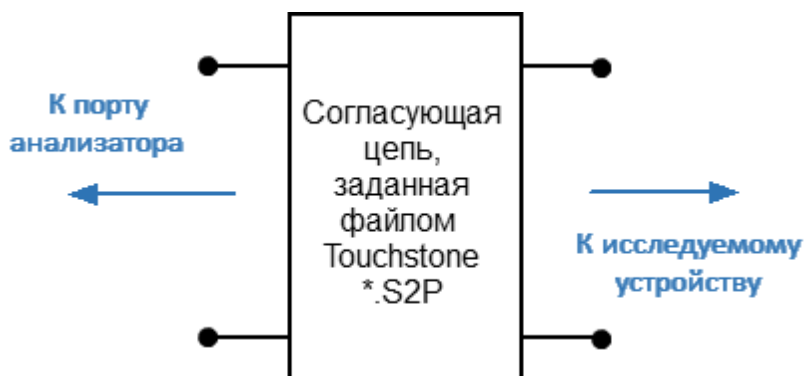 К порту
анализатора
Согласующая
цепь,
заданная
файлом
Touchstone
*.S2P
К исследуемому
устройству